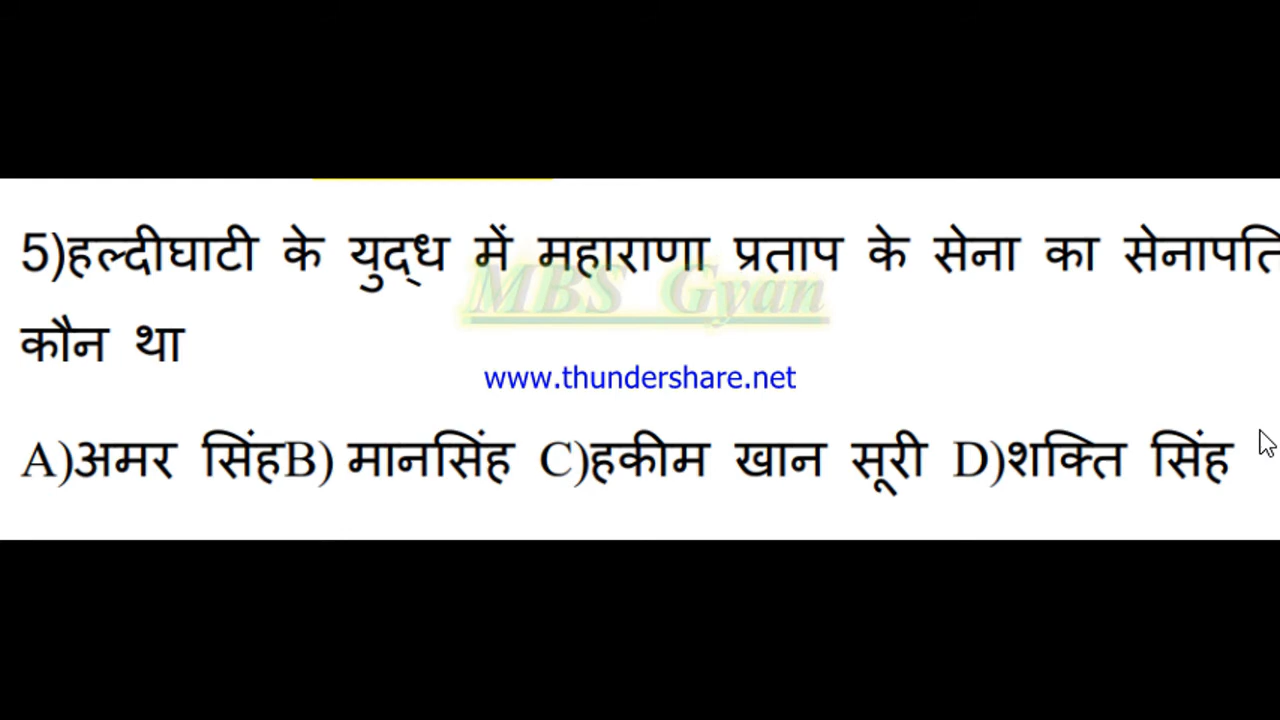 5)हल्दीघाटी के युद्ध में महाराणा प्रताप के सेना का सेनापति
MBS Gyan
कौन था
www.thundershare.net
A)अमर सिंहB) मानसिंह C)हकीम खान सूरी D)शक्ति सिंह